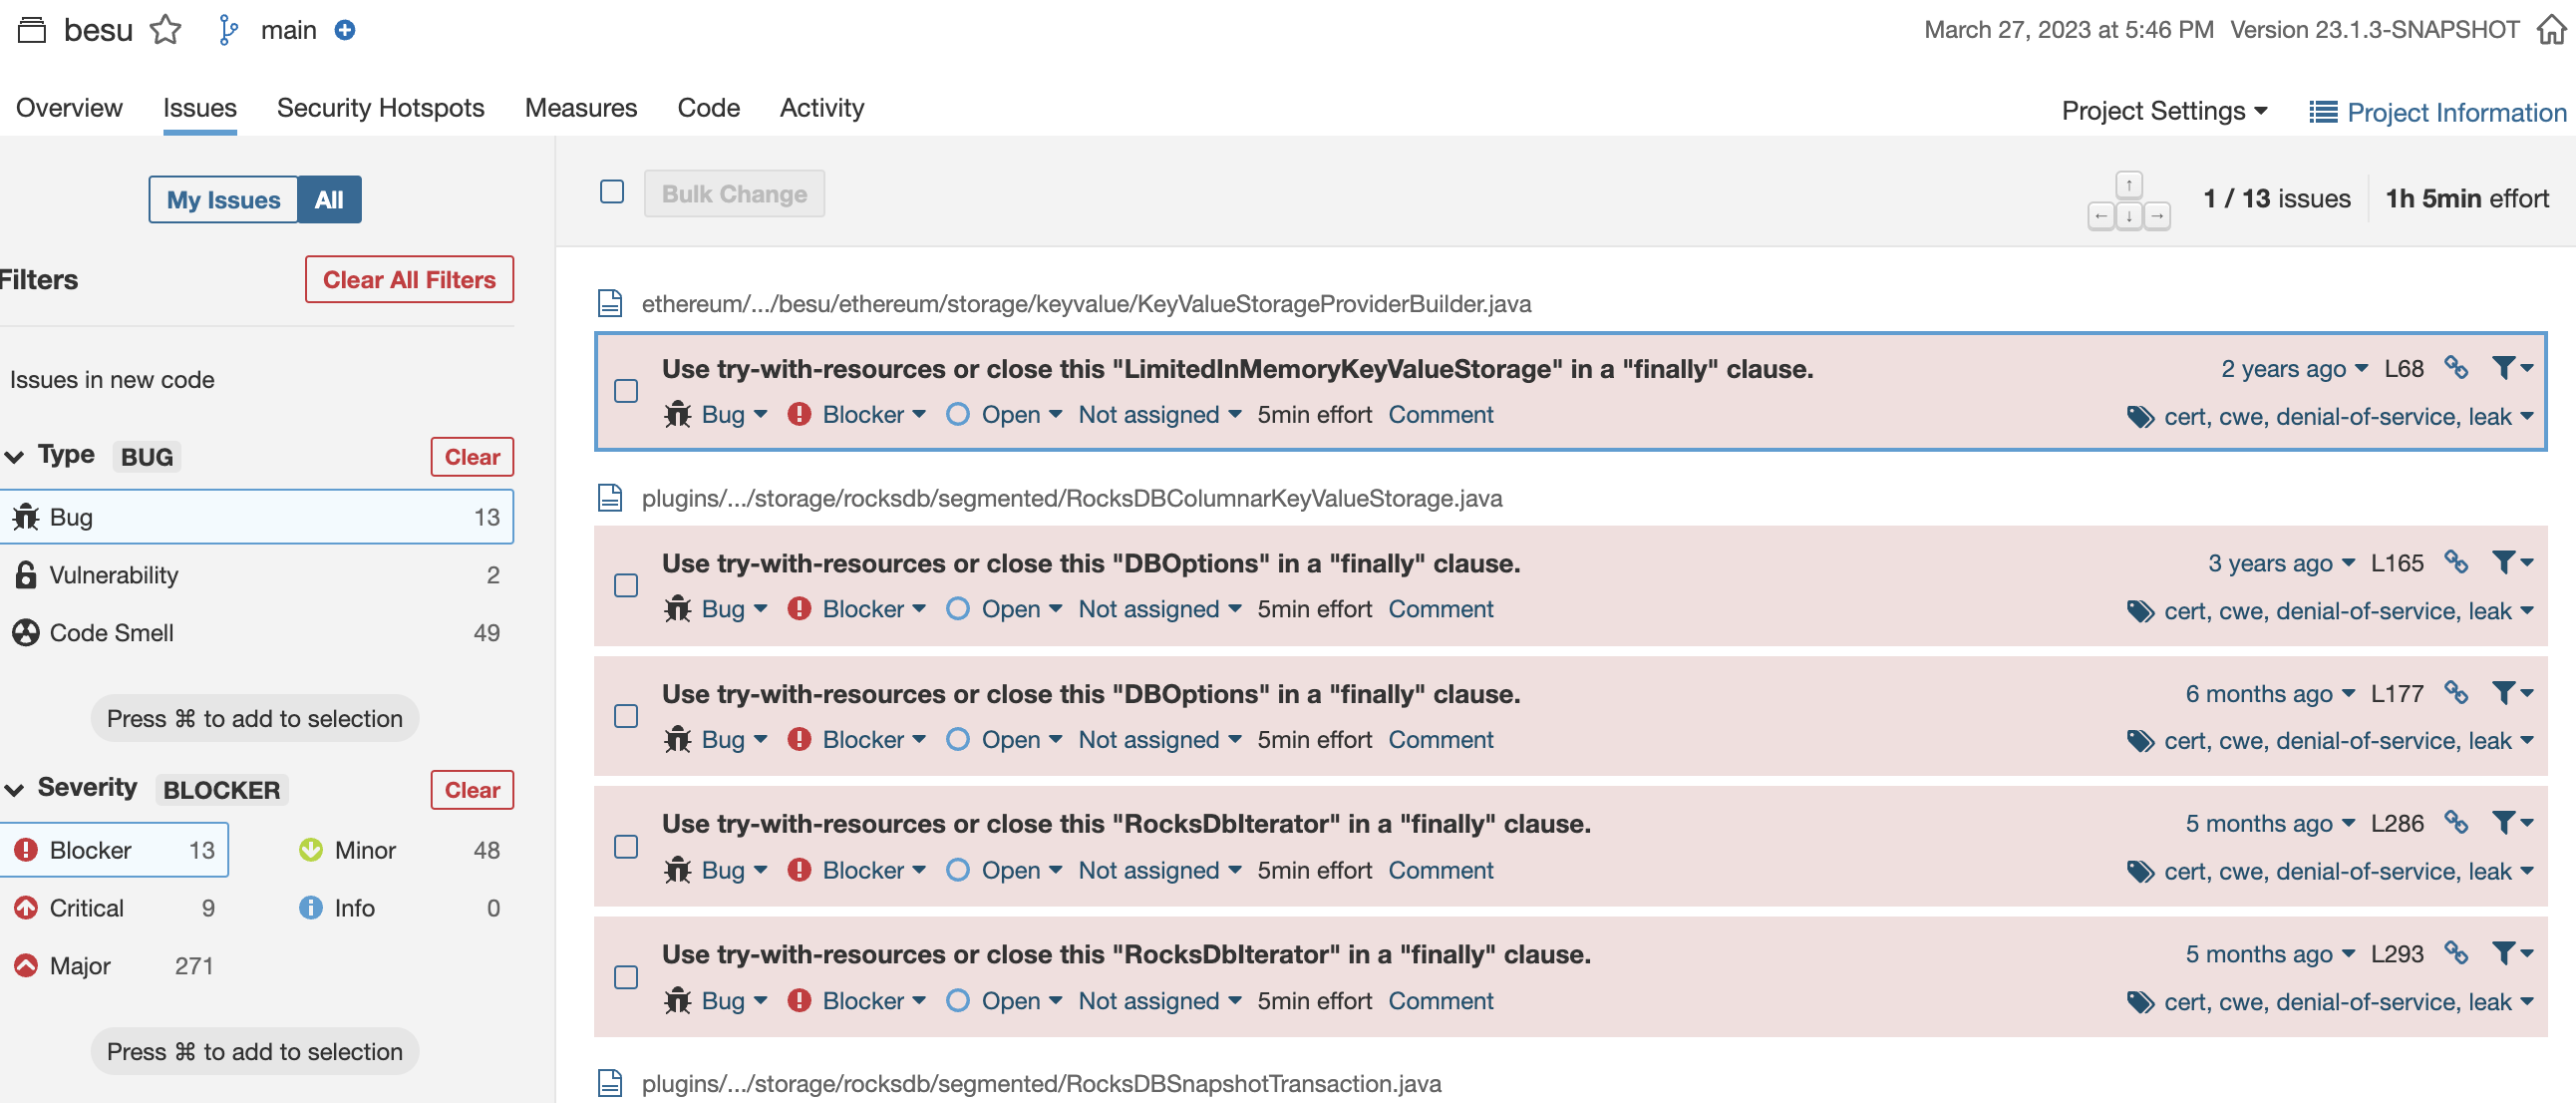 besu main
March 27, 2023 at 5:46 PM Version 23.1.3-SNAPSHOT
Overview Issues Security Hotspots Measures Code Activity
Project Settings Project Information
My Issues All
Filters Clear All Filters
Issues in new code
Type BUG Clear
Bug 13
Vulnerability 2
Code Smell 49
Press ⌘ to add to selection
Severity BLOCKER Clear
Blocker 13 Minor 48
Critical 9 Info 0
Major 271
Press ⌘ to add to selection
Bulk Change
↑
← ↓ →
1 / 13 issues 1h 5min effort
ethereum/.../besu/ethereum/storage/keyvalue/KeyValueStorageProviderBuilder.java
Use try-with-resources or close this "LimitedInMemoryKeyValueStorage" in a "finally" clause. 2 years ago L68
Bug Blocker Open Not assigned 5min effort Comment cert, cwe, denial-of-service, leak
plugins/.../storage/rocksdb/segmented/RocksDBColumnarKeyValueStorage.java
Use try-with-resources or close this "DBOptions" in a "finally" clause. 3 years ago L165
Bug Blocker Open Not assigned 5min effort Comment cert, cwe, denial-of-service, leak
Use try-with-resources or close this "DBOptions" in a "finally" clause. 6 months ago L177
Bug Blocker Open Not assigned 5min effort Comment cert, cwe, denial-of-service, leak
Use try-with-resources or close this "RocksDbIterator" in a "finally" clause. 5 months ago L286
Bug Blocker Open Not assigned 5min effort Comment cert, cwe, denial-of-service, leak
Use try-with-resources or close this "RocksDbIterator" in a "finally" clause. 5 months ago L293
Bug Blocker Open Not assigned 5min effort Comment cert, cwe, denial-of-service, leak
plugins/.../storage/rocksdb/segmented/RocksDBSnapshotTransaction.java